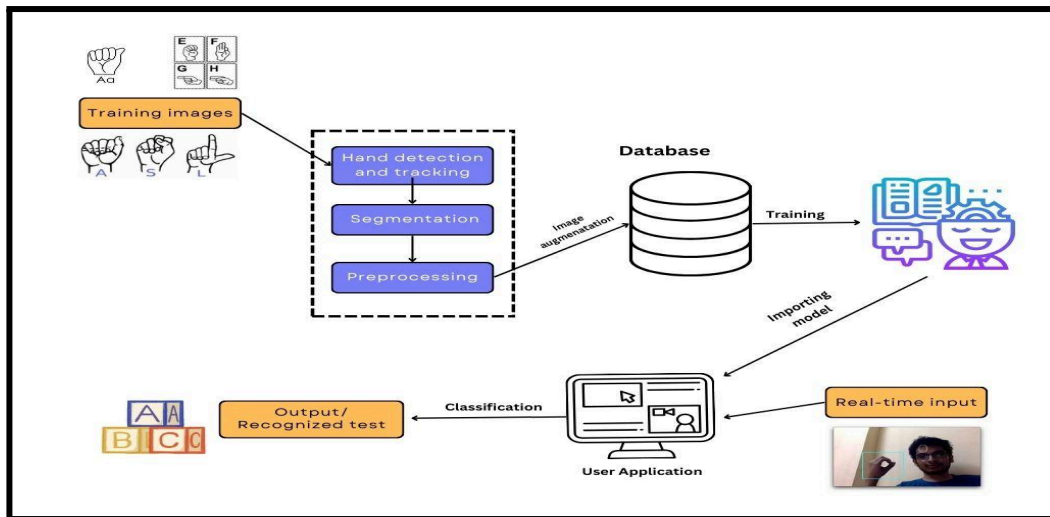 E F
G H
Aa
Training images
A S L
Hand detection
and tracking
Segmentation
Preprocessing
Image
augmenatation
Database
Training
Importing
model
Real-time input
User Application
Classification
Output/
Recognized test
A A
B C C